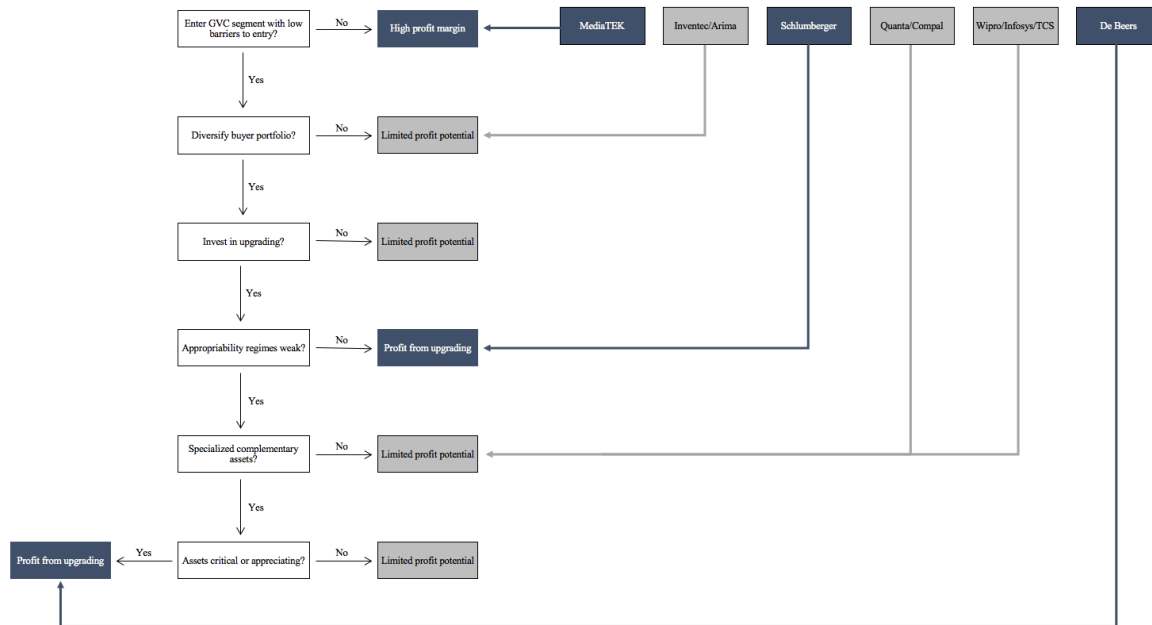 Enter GVC segment with low
barriers to entry?
No
High profit margin
MediaTEK
Inventec/Arima
Schlumberger
Quanta/Compal
Wipro/Infosys/TCS
De Beers
Yes
Diversify buyer portfolio?
No
Limited profit potential
Yes
Invest in upgrading?
No
Limited profit potential
Yes
Appropriability regimes weak?
No
Profit from upgrading
Yes
Specialized complementary
assets?
No
Limited profit potential
Yes
Profit from upgrading
Yes
Assets critical or appreciating?
No
Limited profit potential